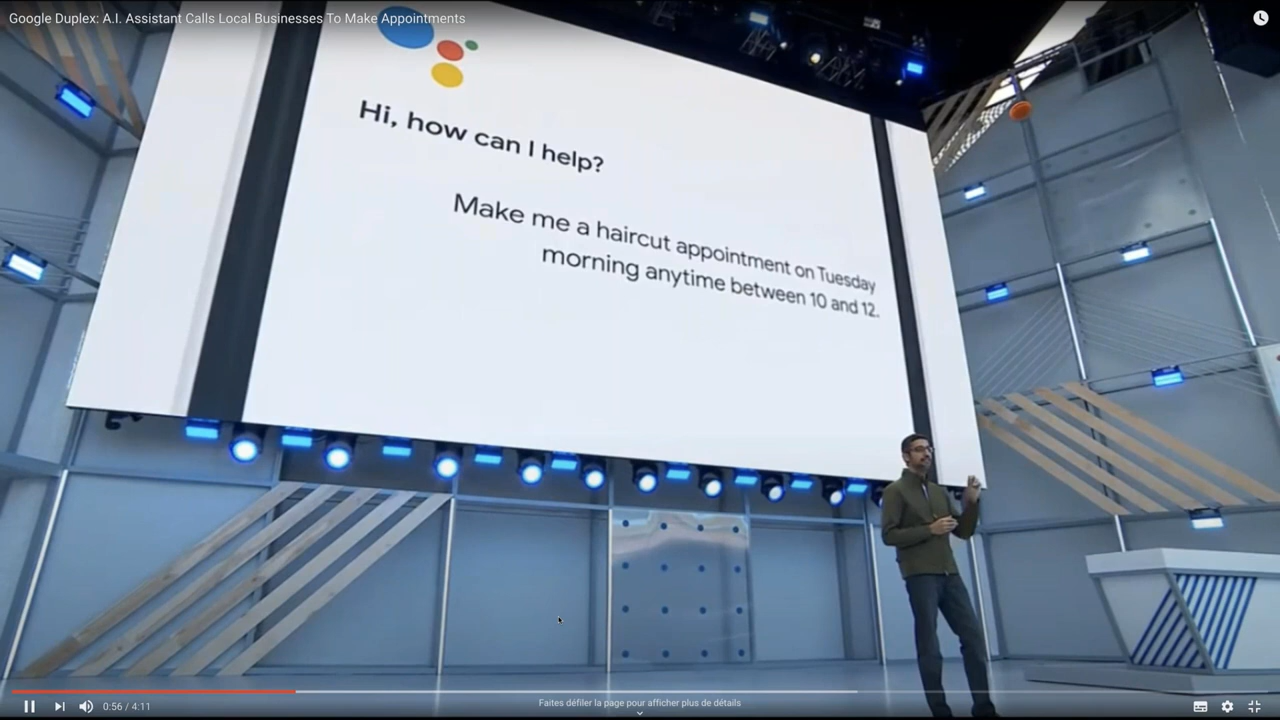 Google Duplex: A.I. Assistant Calls Local Businesses To Make Appointments
Hi, how can I help?
Make me a haircut appointment on Tuesday
morning anytime between 10 and 12.
0:56 / 4:11
Faites défiler la page pour afficher plus de détails